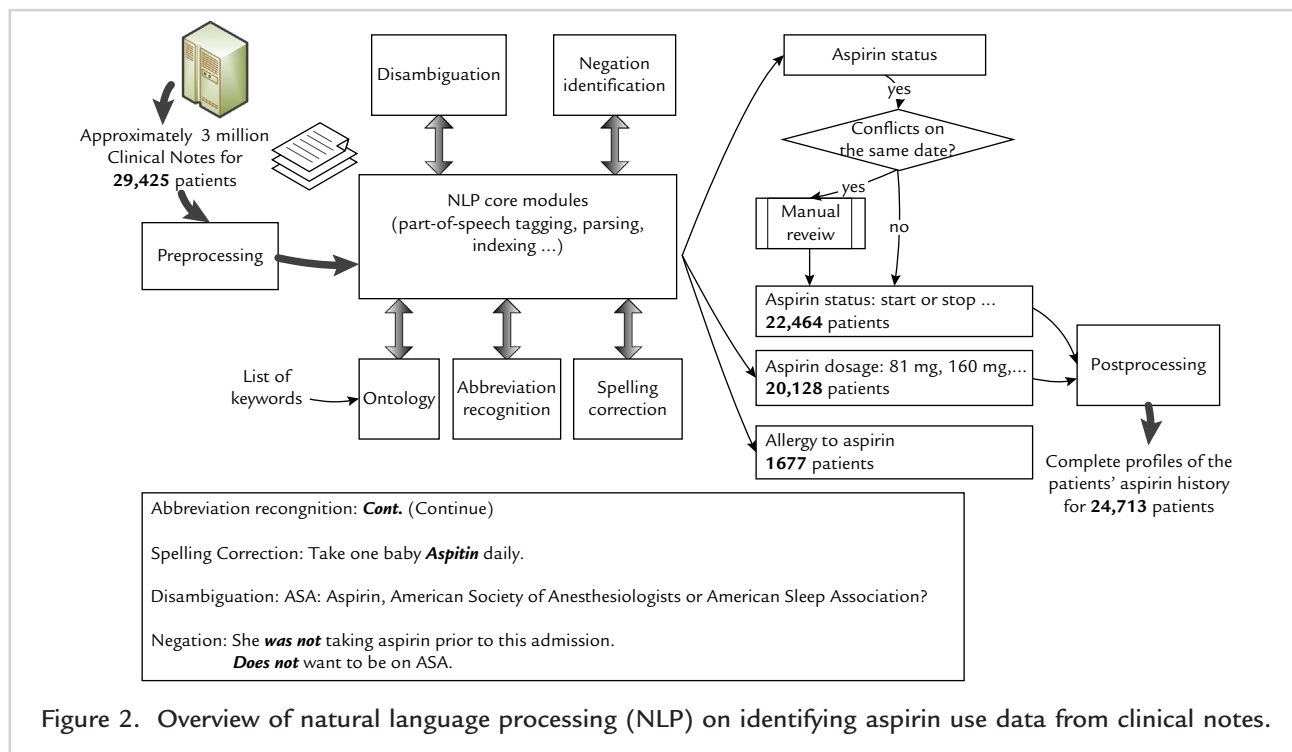 Approximately 3 million
Clinical Notes for
29,425 patients
Preprocessing
Disambiguation
Negation
identification
NLP core modules
(part-of-speech tagging, parsing,
indexing ...)
List of
keywords
Ontology
Abbreviation
recognition
Spelling
correction
Aspirin status
yes
Conflicts on
the same date?
yes
Manual
reveiw
no
Aspirin status: start or stop ...
22,464 patients
Aspirin dosage: 81 mg, 160 mg,...
20,128 patients
Allergy to aspirin
1677 patients
Postprocessing
Complete profiles of the
patients’ aspirin history
for 24,713 patients
Abbreviation recongnition: Cont. (Continue)
Spelling Correction: Take one baby Aspitin daily.
Disambiguation: ASA: Aspirin, American Society of Anesthesiologists or American Sleep Association?
Negation: She was not taking aspirin prior to this admission.
Does not want to be on ASA.
Figure 2. Overview of natural language processing (NLP) on identifying aspirin use data from clinical notes.